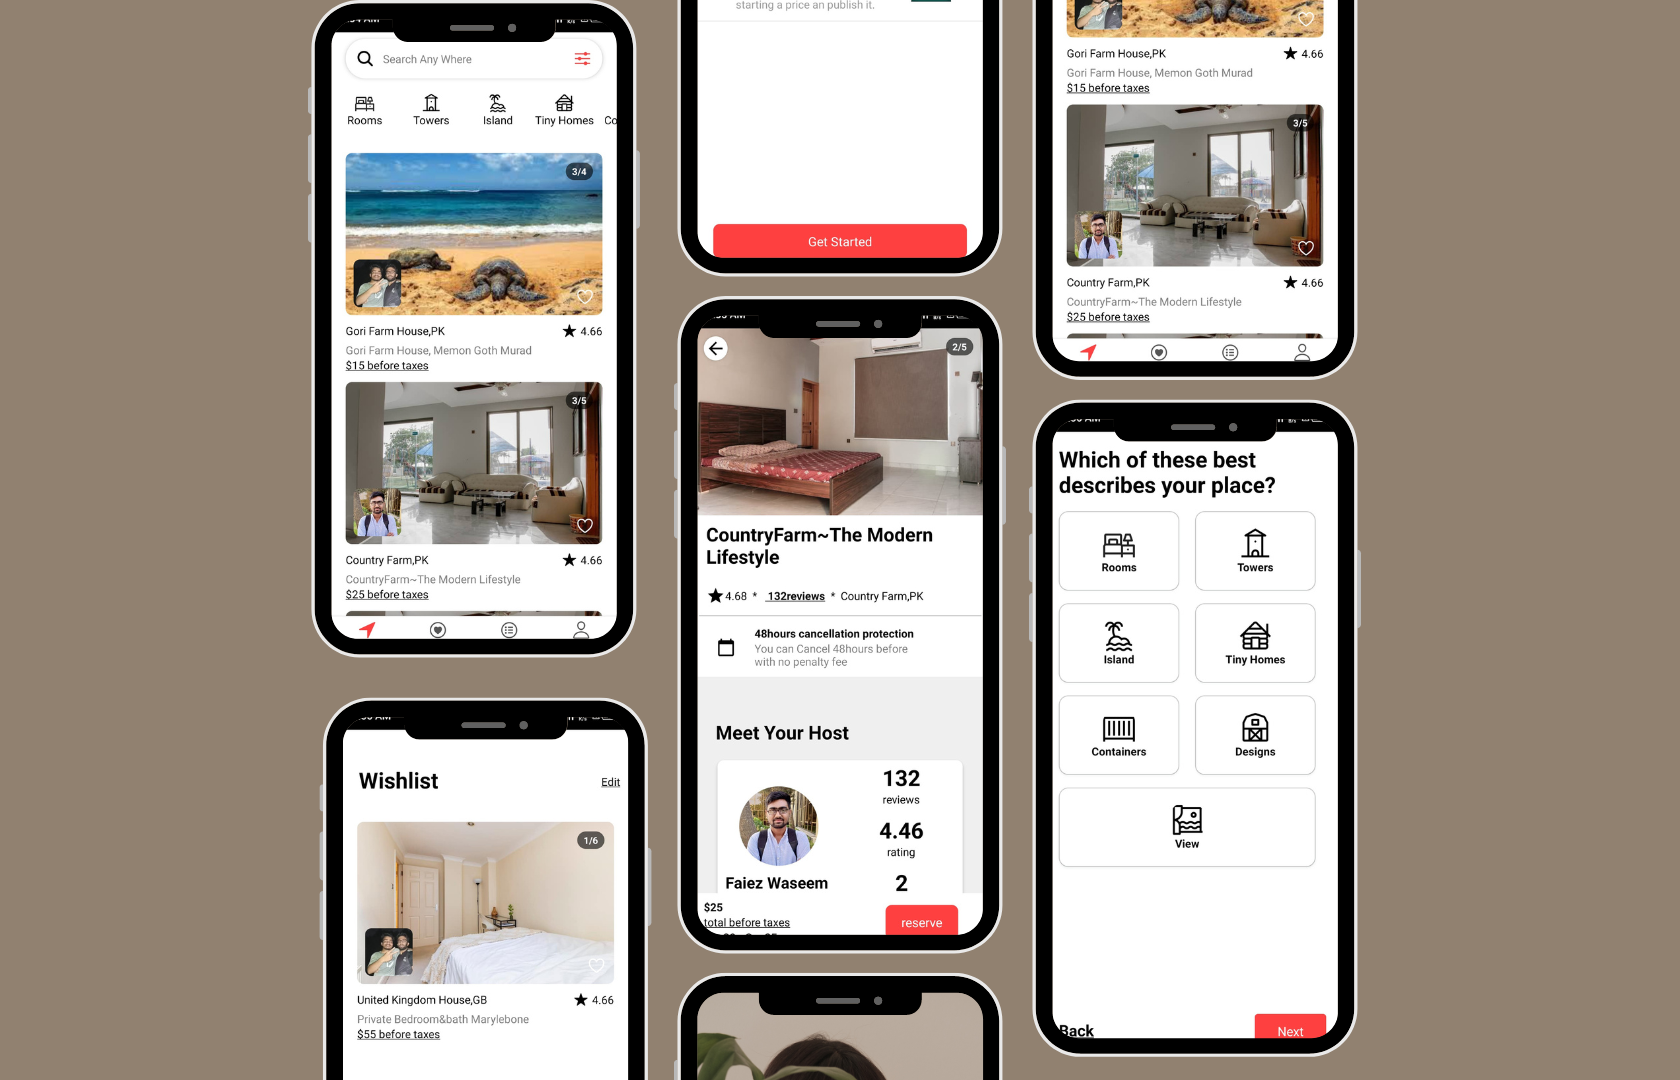 Search Any Where
Rooms
Towers
Island
Tiny Homes
Co
3/4
Gori Farm House,PK
4.66
Gori Farm House, Memon Goth Murad
$15 before taxes
3/5
Country Farm,PK
4.66
CountryFarm~The Modern Lifestyle
$25 before taxes
Wishlist
Edit
1/6
United Kingdom House,GB
4.66
Private Bedroom&bath Marylebone
$55 before taxes
starting a price an publish it.
Get Started
2/5
CountryFarm~The Modern
Lifestyle
4.68 * 132reviews * Country Farm,PK
48hours cancellation protection
You can Cancel 48hours before
with no penalty fee
Meet Your Host
132
reviews
4.46
rating
2
Faiez Waseem
$25
total before taxes
reserve
Gori Farm House,PK
4.66
Gori Farm House, Memon Goth Murad
$15 before taxes
3/5
Country Farm,PK
4.66
CountryFarm~The Modern Lifestyle
$25 before taxes
Which of these best
describes your place?
Rooms
Towers
Island
Tiny Homes
Containers
Designs
View
Back
Next